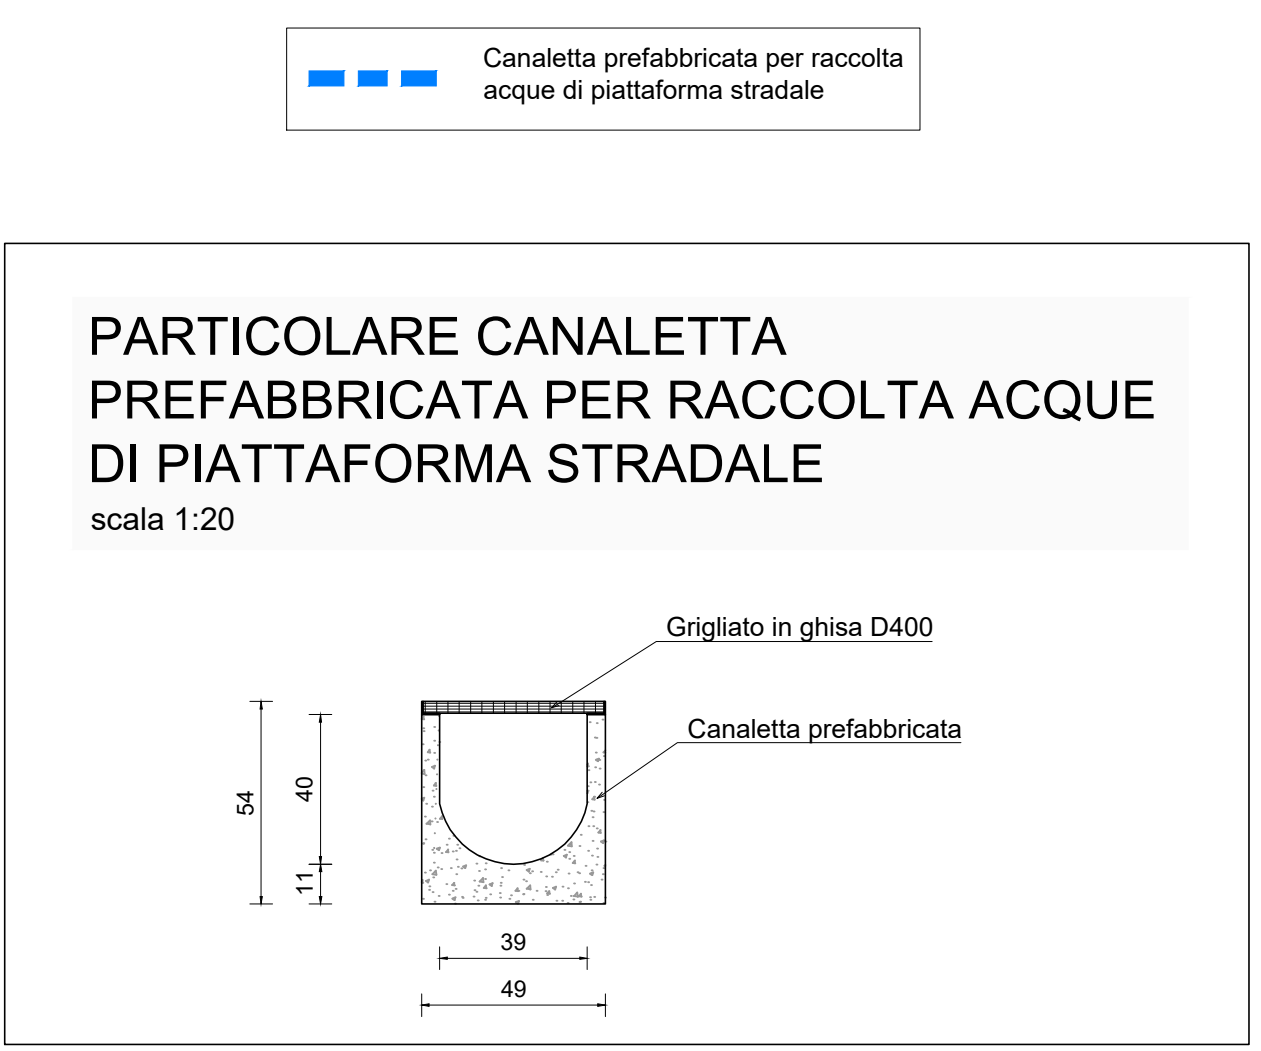 Canaletta prefabbricata per raccolta
acque di piattaforma stradale
PARTICOLARE CANALETTA
PREFABBRICATA PER RACCOLTA ACQUE
DI PIATTAFORMA STRADALE
scala 1:20
Grigliato in ghisa D400
Canaletta prefabbricata
54
40
11
39
49